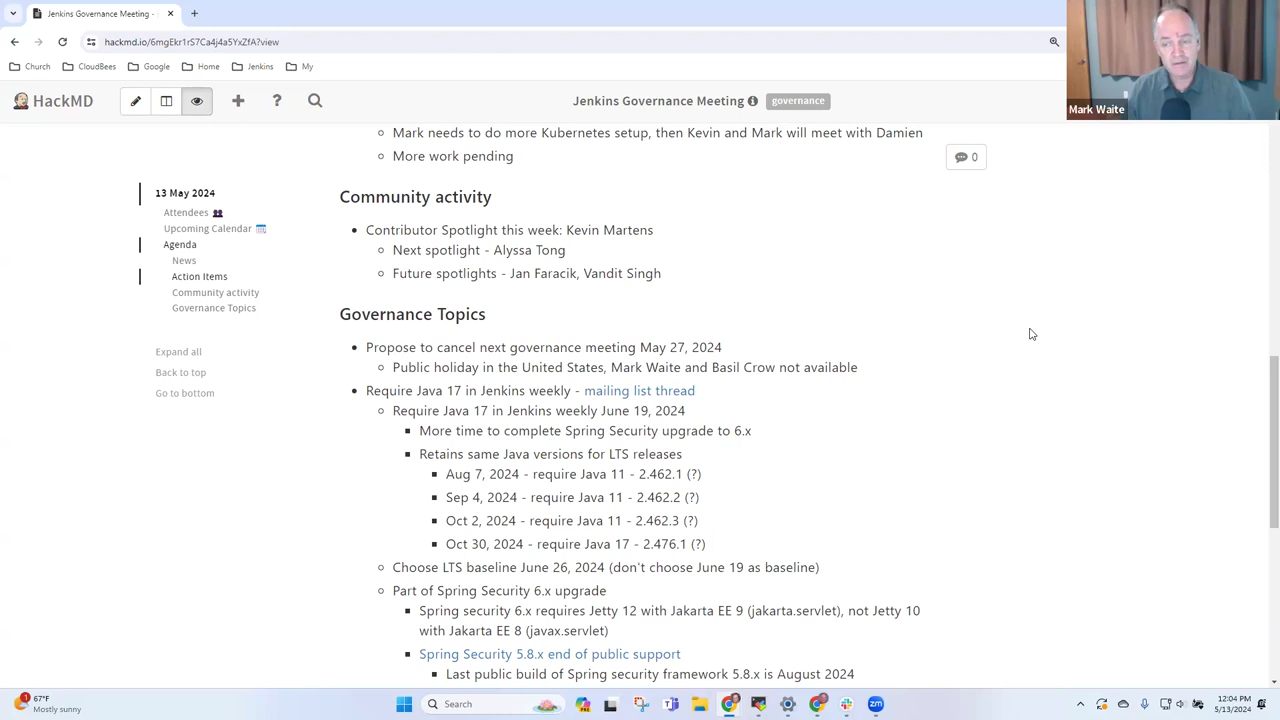 Jenkins Governance Meeting -
hackmd.io/6mgEkr1rS7Ca4j4a5YxZfA?view
Church CloudBees Google Home Jenkins My
HackMD
Jenkins Governance Meeting governance
Mark Waite
Mark needs to do more Kubernetes setup, then Kevin and Mark will meet with Damien
More work pending
0
13 May 2024
Attendees
Upcoming Calendar
Agenda
News
Action Items
Community activity
Governance Topics
Expand all
Back to top
Go to bottom
Community activity
Contributor Spotlight this week: Kevin Martens
Next spotlight - Alyssa Tong
Future spotlights - Jan Faracik, Vandit Singh
Governance Topics
Propose to cancel next governance meeting May 27, 2024
Public holiday in the United States, Mark Waite and Basil Crow not available
Require Java 17 in Jenkins weekly - mailing list thread
Require Java 17 in Jenkins weekly June 19, 2024
More time to complete Spring Security upgrade to 6.x
Retains same Java versions for LTS releases
Aug 7, 2024 - require Java 11 - 2.462.1 (?)
Sep 4, 2024 - require Java 11 - 2.462.2 (?)
Oct 2, 2024 - require Java 11 - 2.462.3 (?)
Oct 30, 2024 - require Java 17 - 2.476.1 (?)
Choose LTS baseline June 26, 2024 (don't choose June 19 as baseline)
Part of Spring Security 6.x upgrade
Spring security 6.x requires Jetty 12 with Jakarta EE 9 (jakarta.servlet), not Jetty 10
with Jakarta EE 8 (javax.servlet)
Spring Security 5.8.x end of public support
Last public build of Spring security framework 5.8.x is August 2024
1
67°F
Mostly sunny
Search
12:04 PM
5/13/2024